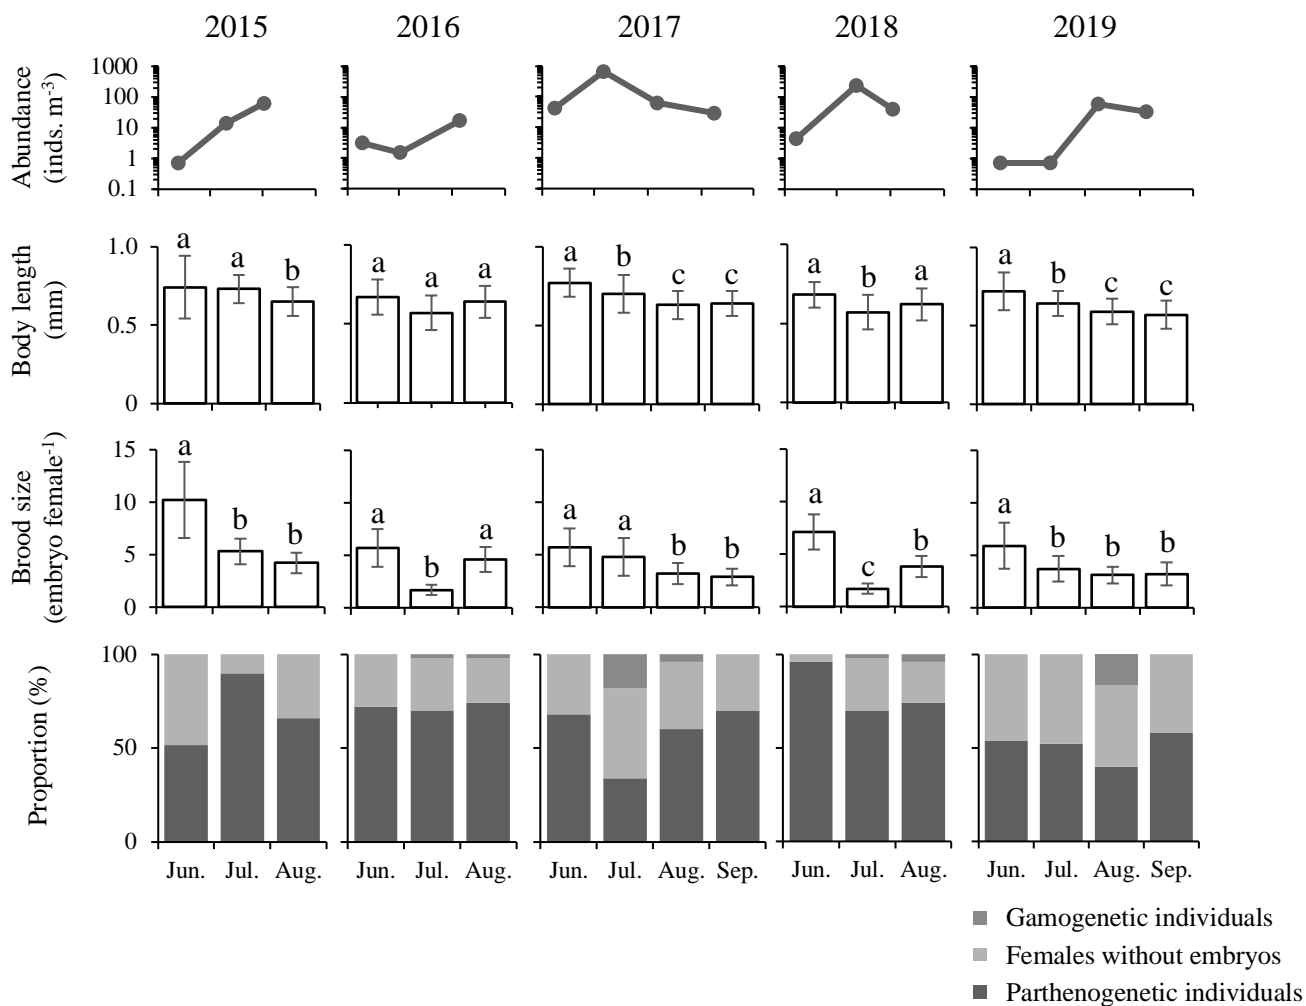 2015 2016 2017 2018 2019
Abundance
(inds. m-3)
1000
100
10
1
0.1
Body length
(mm)
1.0
0.5
0
a a b
a a a
a b c c
a b a
a b c c
Brood size
(embryo female-1)
15
10
5
0
a b b
a b a
a a b b
a c b
a b b b
Proportion (%)
100
50
0
Jun. Jul. Aug. Jun. Jul. Aug. Jun. Jul. Aug. Sep. Jun. Jul. Aug. Jun. Jul. Aug. Sep.
Gamogenetic individuals
Females without embryos
Parthenogenetic individuals